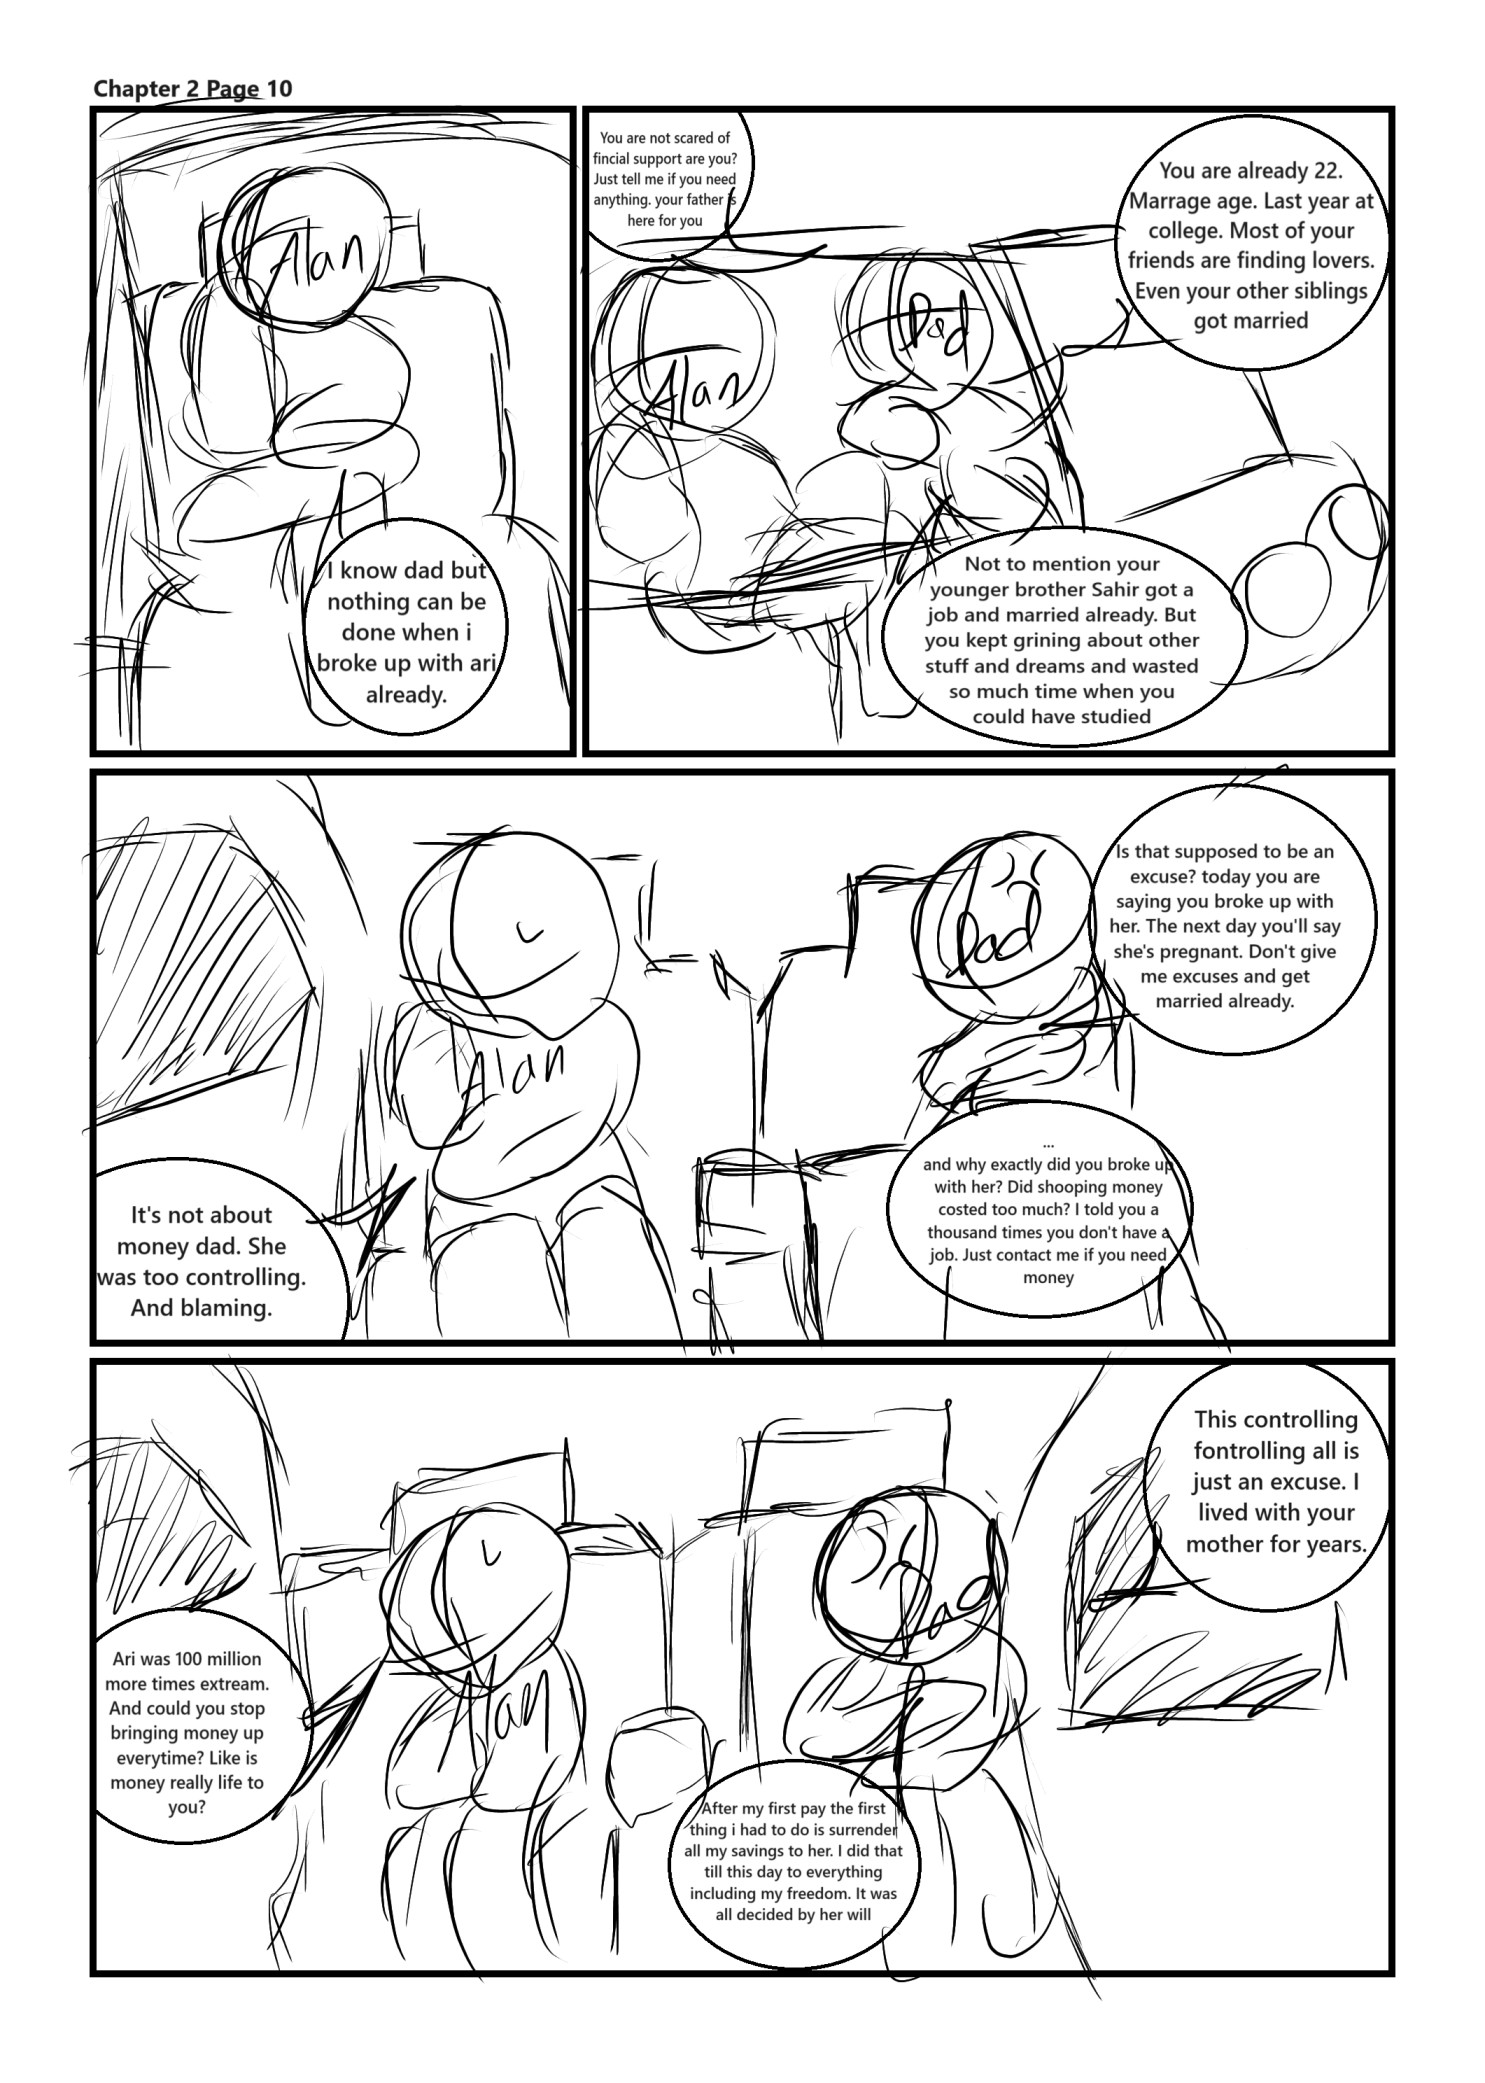 Chapter 2 Page 10
Alan
I know dad but
nothing can be
done when i
broke up with ari
already.
You are not scared of
fincial support are you?
Just tell me if you need
anything. your father is
here for you
You are already 22.
Marrage age. Last year at
college. Most of your
friends are finding lovers.
Even your other siblings
got married
Alan
Dad
Not to mention your
younger brother Sahir got a
job and married already. But
you kept grining about other
stuff and dreams and wasted
so much time when you
could have studied
Is that supposed to be an
excuse? today you are
saying you broke up with
her. The next day you'll say
she's pregnant. Don't give
me excuses and get
married already.
Dad
Alan
...
and why exactly did you broke up
with her? Did shooping money
costed too much? I told you a
thousand times you don't have a
job. Just contact me if you need
money
It's not about
money dad. She
was too controlling.
And blaming.
This controlling
fontrolling all is
just an excuse. I
lived with your
mother for years.
Dad
Alan
Ari was 100 million
more times extream.
And could you stop
bringing money up
everytime? Like is
money really life to
you?
After my first pay the first
thing i had to do is surrender
all my savings to her. I did that
till this day to everything
including my freedom. It was
all decided by her will